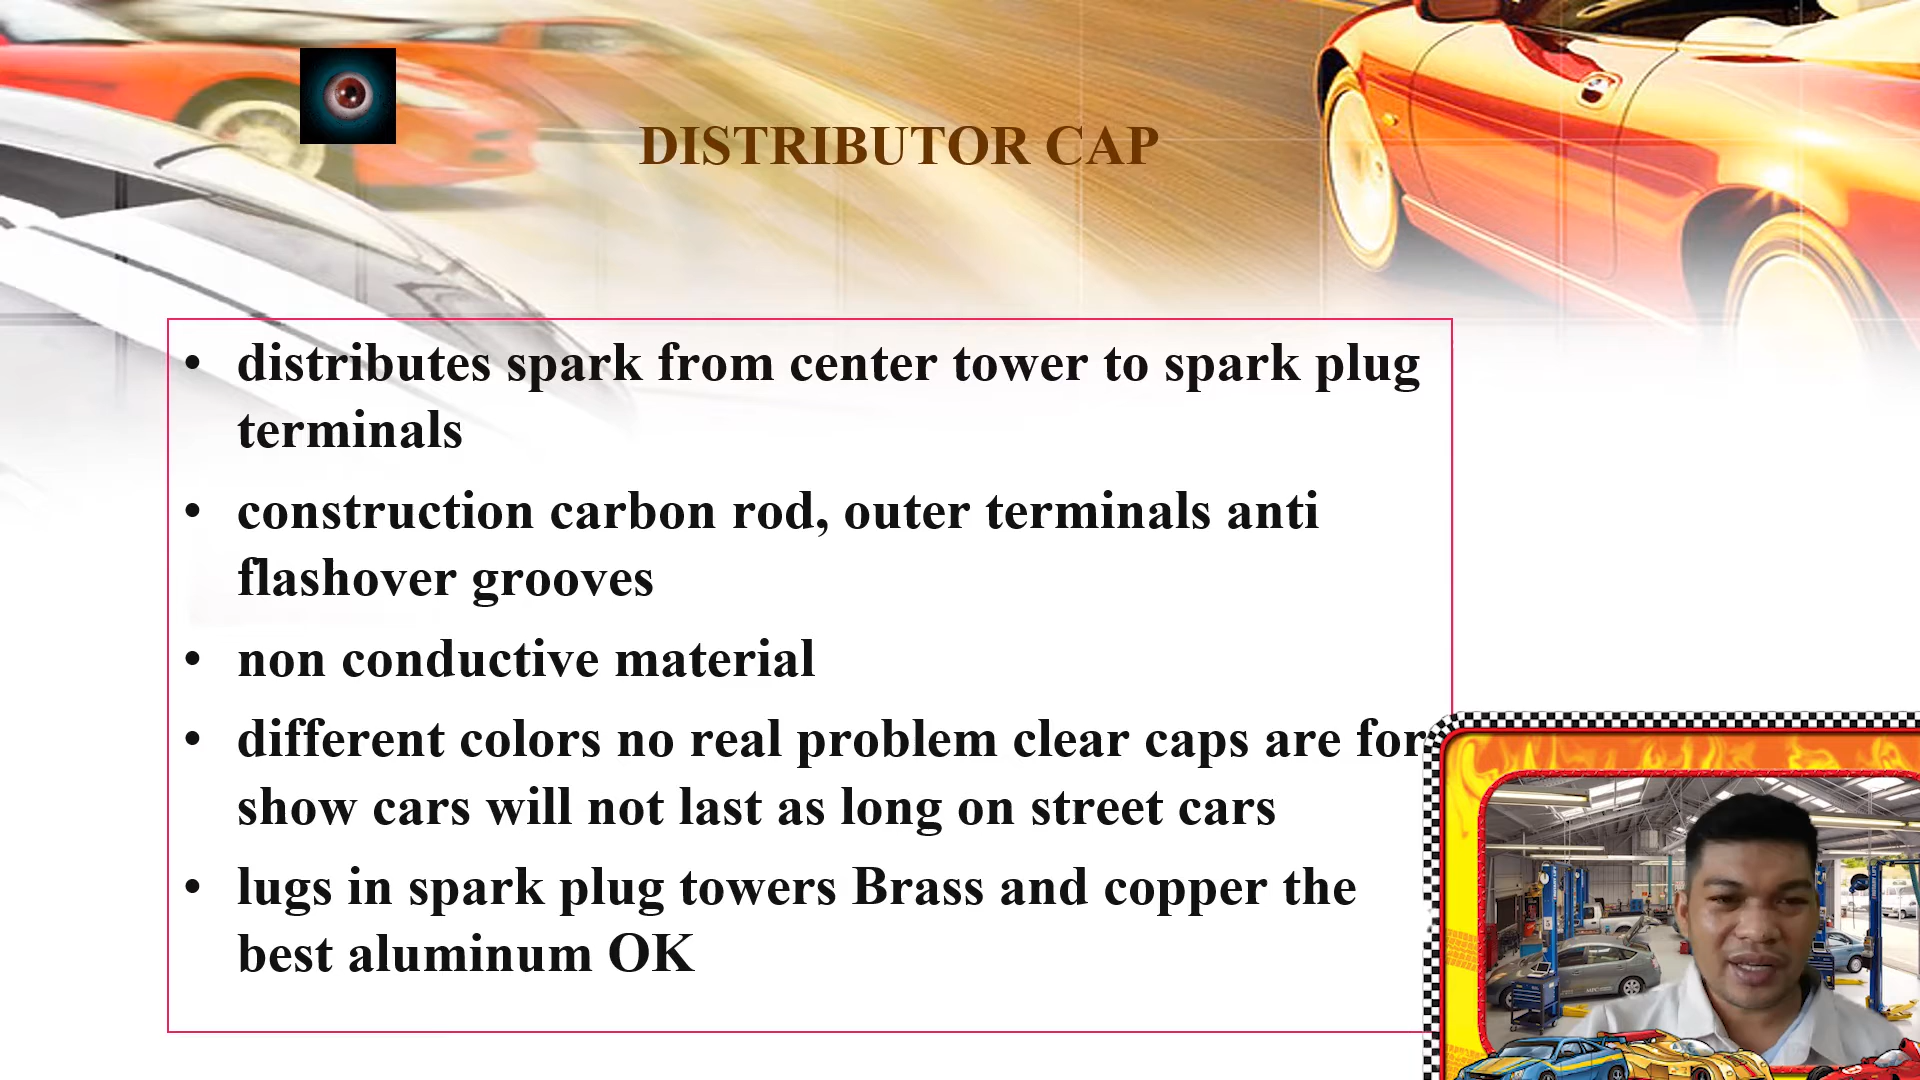 DISTRIBUTOR CAP
• distributes spark from center tower to spark plug
terminals
• construction carbon rod, outer terminals anti
flashover grooves
• non conductive material
• different colors no real problem clear caps are for
show cars will not last as long on street cars
• lugs in spark plug towers Brass and copper the
best aluminum OK